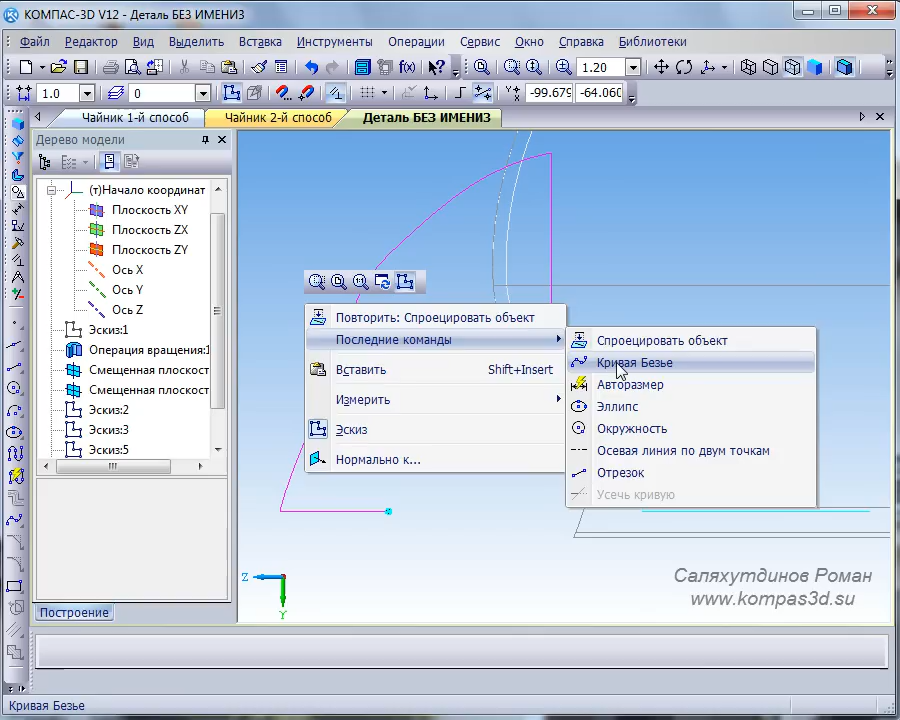 КОМПАС-3D V12 - Деталь БЕЗ ИМЕНИ3
Файл Редактор Вид Выделить Вставка Инструменты Операции Сервис Окно Справка Библиотеки
1.20
1.0 0 -99.679 -64.060
Чайник 1-й способ Чайник 2-й способ Деталь БЕЗ ИМЕНИ3
Дерево модели
(т)Начало координат
Плоскость XY
Плоскость ZX
Плоскость ZY
Ось X
Ось Y
Ось Z
Эскиз:1
Операция вращения:1
Смещенная плоскост
Смещенная плоскост
Эскиз:2
Эскиз:3
Эскиз:5
Построение
Повторить: Спроецировать объект
Последние команды
Вставить Shift+Insert
Измерить
Эскиз
Нормально к...
Спроецировать объект
Кривая Безье
Авторазмер
Эллипс
Окружность
Осевая линия по двум точкам
Отрезок
Усечь кривую
Z
Y
Саляхутдинов Роман
www.kompas3d.su
Кривая Безье